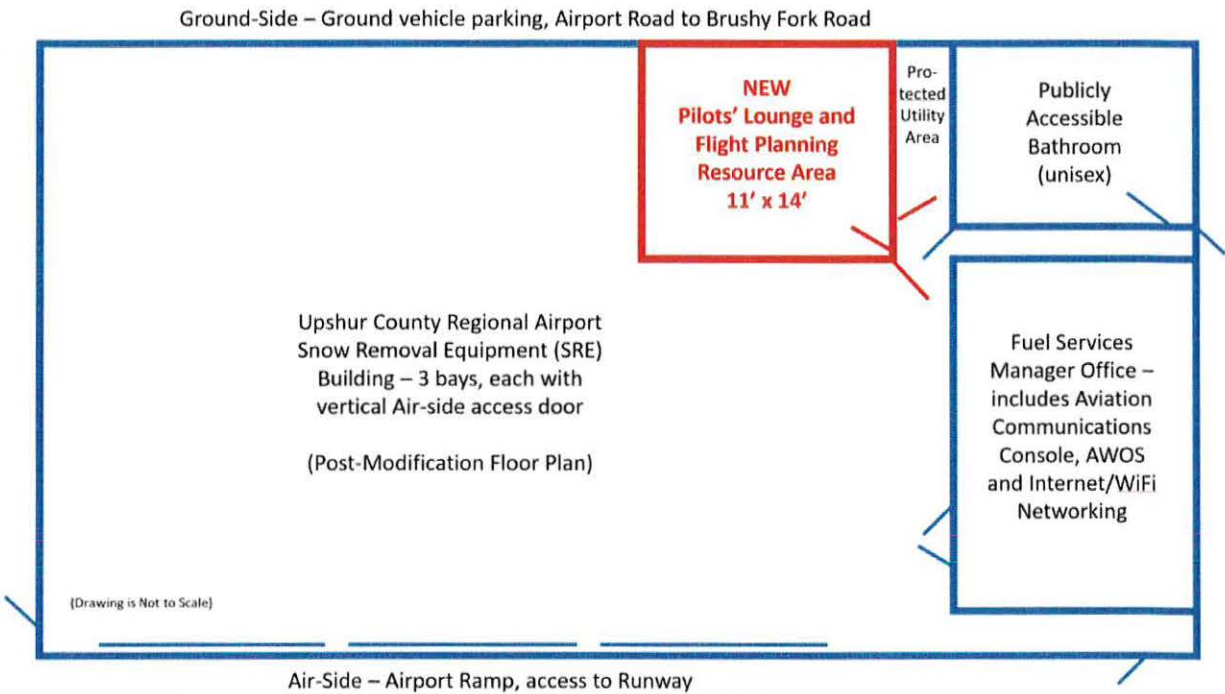 Ground-Side – Ground vehicle parking, Airport Road to Brushy Fork Road
NEW
Pilots' Lounge and
Flight Planning
Resource Area
11' x 14'
Pro-
tected
Utility
Area
Publicly
Accessible
Bathroom
(unisex)
Upshur County Regional Airport
Snow Removal Equipment (SRE)
Building – 3 bays, each with
vertical Air-side access door
(Post-Modification Floor Plan)
Fuel Services
Manager Office –
includes Aviation
Communications
Console, AWOS
and Internet/WiFi
Networking
(Drawing is Not to Scale)
Air-Side – Airport Ramp, access to Runway